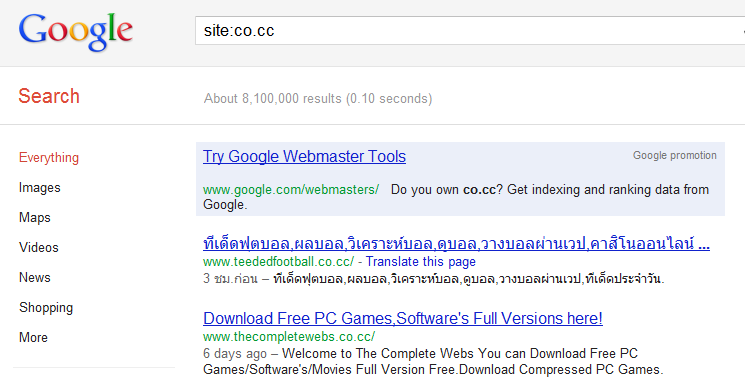 Google
site:co.cc
Search
About 8,100,000 results (0.10 seconds)
Everything
Images
Maps
Videos
News
Shopping
More
Try Google Webmaster Tools
Google promotion
www.google.com/webmasters/ Do you own co.cc? Get indexing and ranking data from
Google.
ทีเด็ดฟุตบอล,ผลบอล,วิเคราะห์บอล,ดูบอล,วางบอลผ่านเวป,คาสิโนออนไลน์ ...
www.teededfootball.co.cc/ - Translate this page
3 ชม.ก่อน – ทีเด็ดฟุตบอล,ผลบอล,วิเคราะห์บอล,ดูบอล,วางบอลผ่านเวป,ทีเด็ดประจำวัน.
Download Free PC Games,Software's Full Versions here!
www.thecompletewebs.co.cc/
6 days ago – Welcome to The Complete Webs You can Download Free PC
Games/Software's/Movies Full Version Free.Download Compressed PC Games.